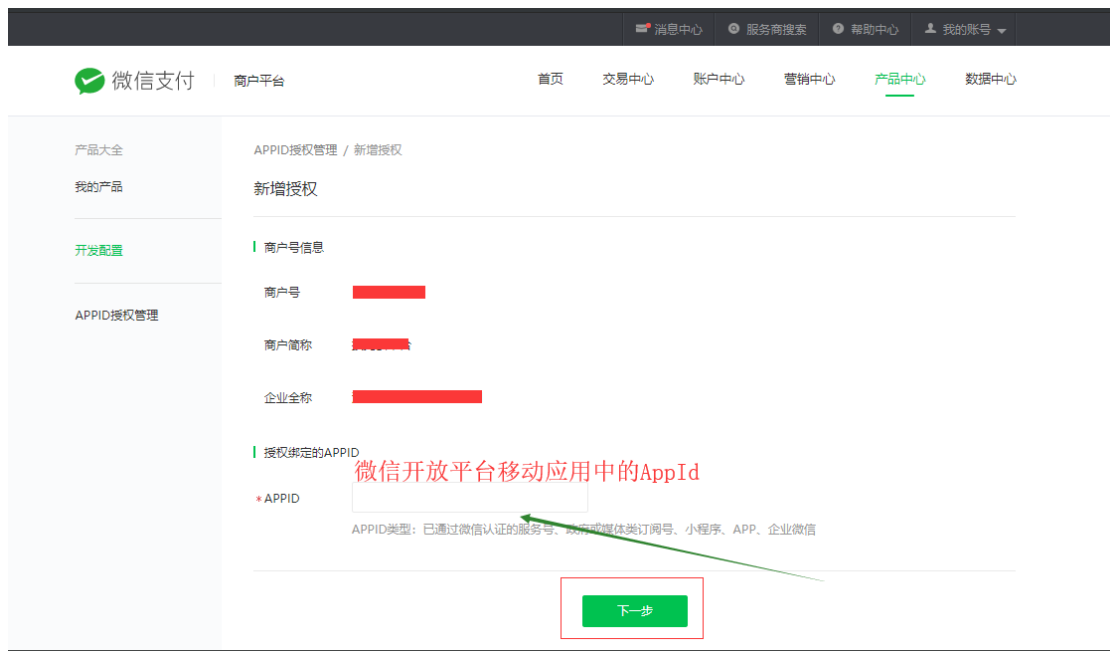 消息中心 服务商搜索 帮助中心 我的账号
微信支付 商户平台 首页 交易中心 账户中心 营销中心 产品中心 数据中心
产品大全
我的产品
开发配置
APPID授权管理
APPID授权管理 / 新增授权
新增授权
商户号信息
商户号
商户简称
企业全称
授权绑定的APPID
微信开放平台移动应用中的AppId
*APPID
APPID类型：已通过微信认证的服务号、政府或媒体类订阅号、小程序、APP、企业微信
下一步